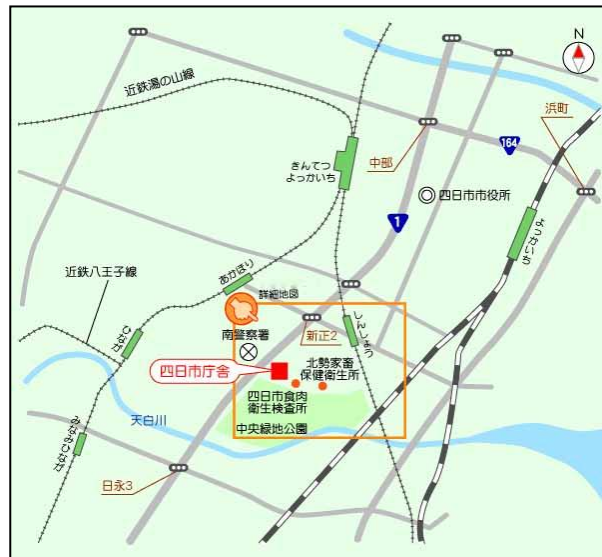 N
近鉄湯の山線
浜町
164
きんてつ
よっかいち
中部
四日市市役所
1
よっかいち
近鉄八王子線
あかほり
詳細地図
ひなが
南警察署
新正2
しんしょう
四日市庁舎
北勢家畜
保健衛生所
四日市食肉
衛生検査所
天白川
中央緑地公園
みなみひなが
日永3